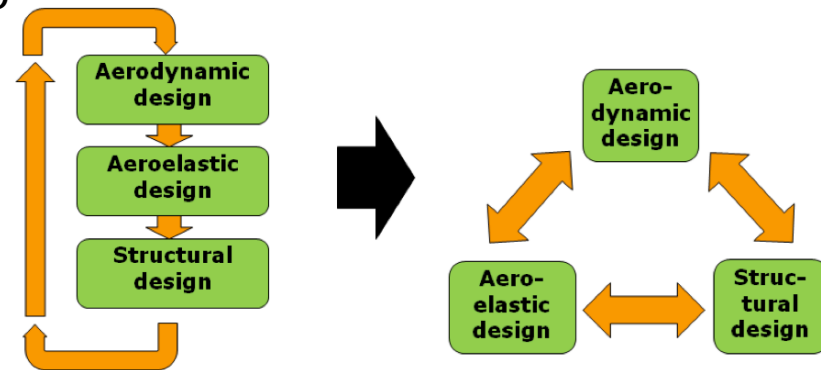 Aerodynamic
design
Aeroelastic
design
Structural
design
Aero-
dynamic
design
Aero-
elastic
design
Struc-
tural
design